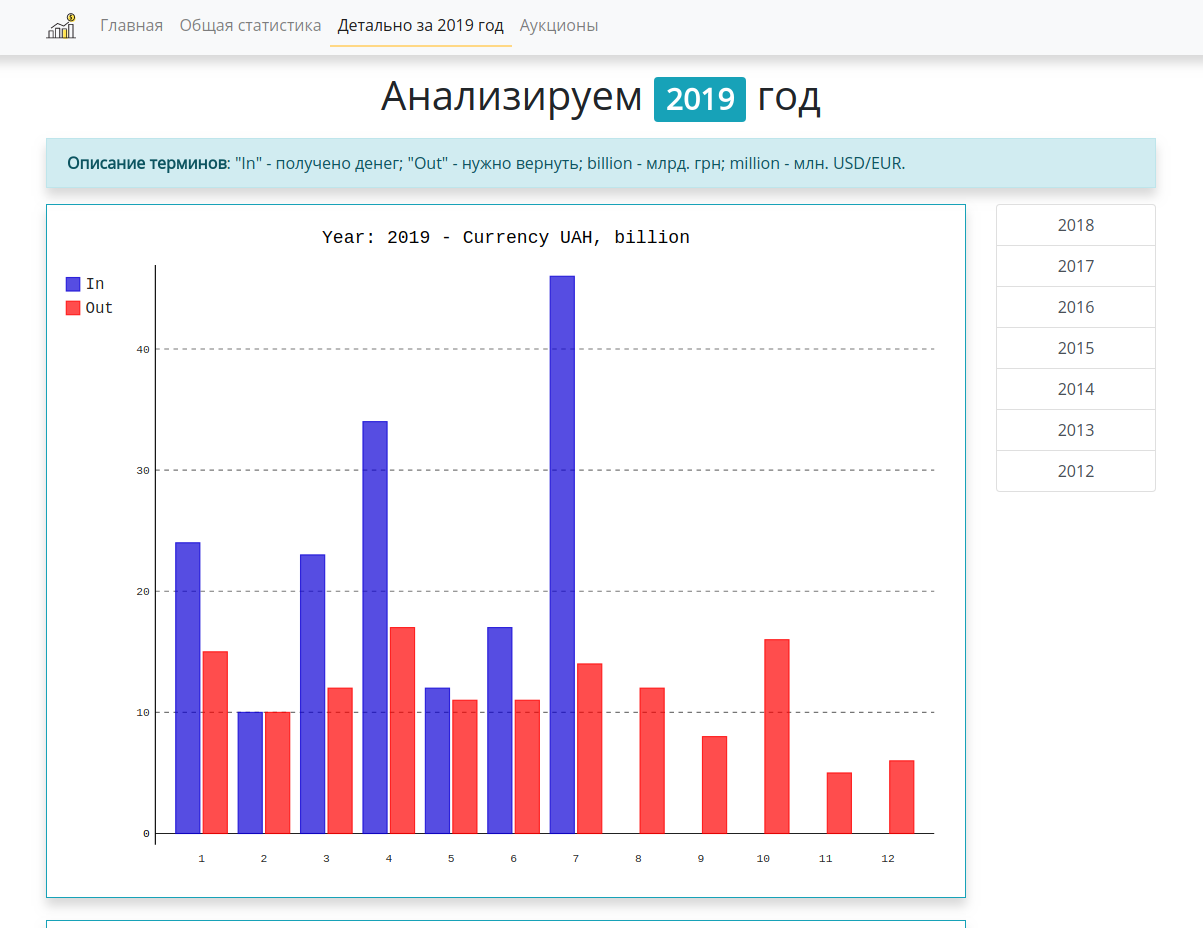 Главная Общая статистика Детально за 2019 год Аукционы
Анализируем 2019 год
Описание терминов: "In" - получено денег; "Out" - нужно вернуть; billion - млрд. грн; million - млн. USD/EUR.
Year: 2019 - Currency UAH, billion
In
Out
40
30
20
10
0
1 2 3 4 5 6 7 8 9 10 11 12
2018
2017
2016
2015
2014
2013
2012